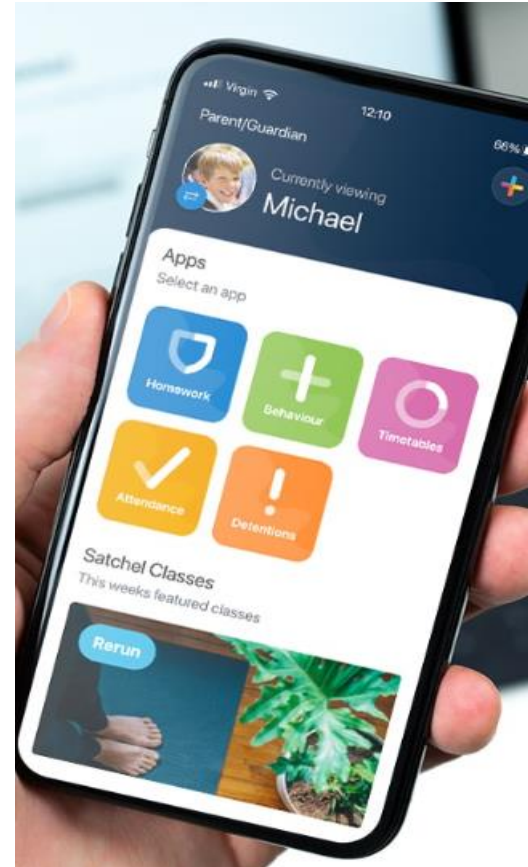 Virgin 12:10 66%
Parent/Guardian
Currently viewing
Michael
Apps
Select an app
Homework Behaviour Timetables
Attendance Detentions
Satchel Classes
This weeks featured classes
Rerun